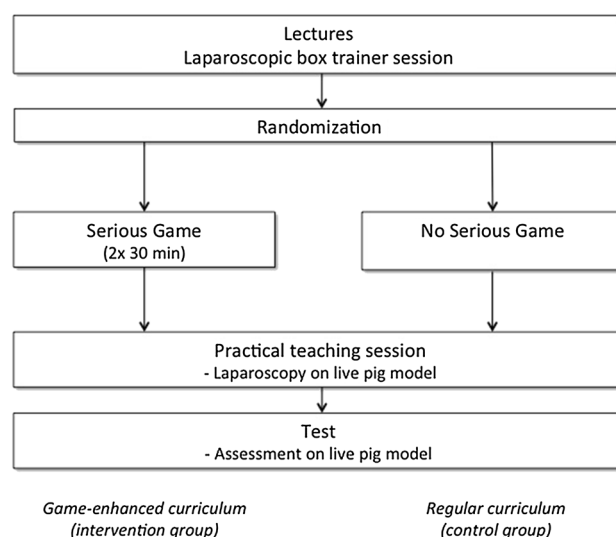 Lectures
Laparoscopic box trainer session
Randomization
Serious Game
(2x 30 min)
No Serious Game
Practical teaching session
- Laparoscopy on live pig model
Test
- Assessment on live pig model
Game-enhanced curriculum
(intervention group)
Regular curriculum
(control group)